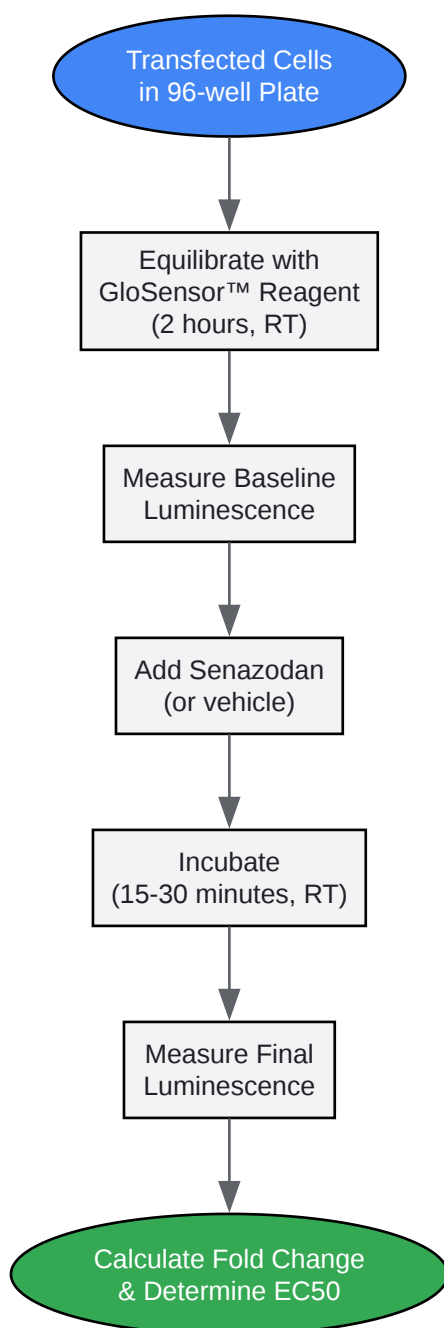 Transfected Cells
in 96-well Plate
Equilibrate with
GloSensor™ Reagent
(2 hours, RT)
Measure Baseline
Luminescence
Add Senazodan
(or vehicle)
Incubate
(15-30 minutes, RT)
Measure Final
Luminescence
Calculate Fold Change
& Determine EC50